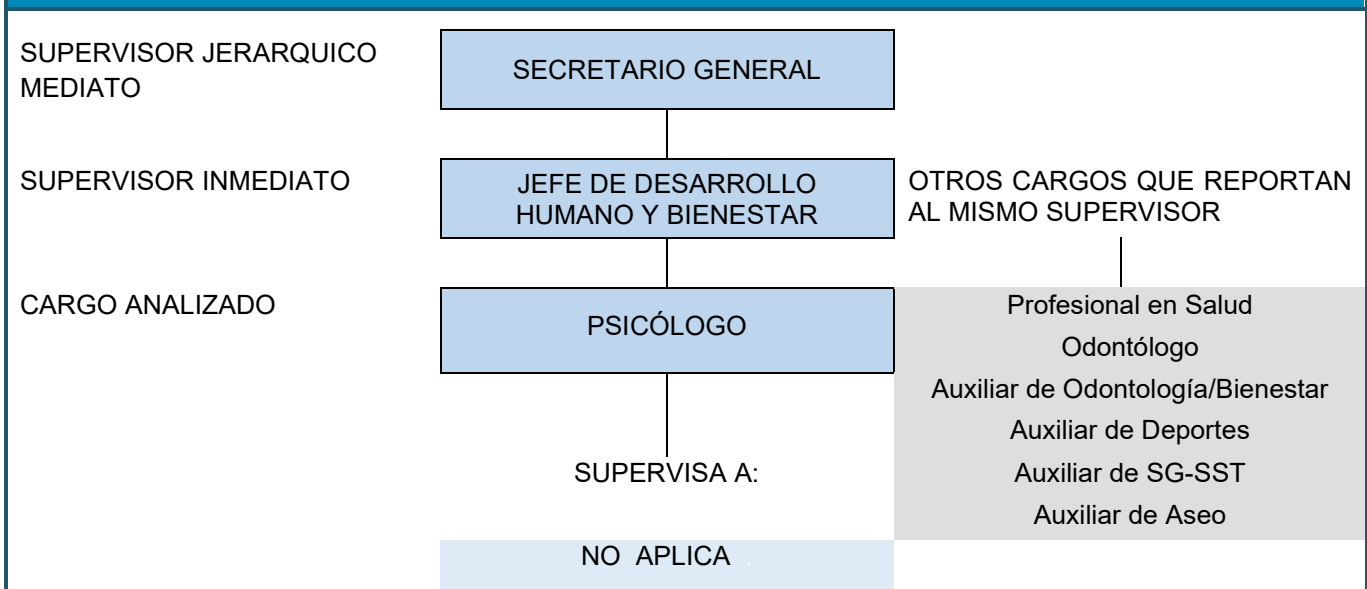 SUPERVISOR JERARQUICO
MEDIATO
SECRETARIO GENERAL
SUPERVISOR INMEDIATO
JEFE DE DESARROLLO
HUMANO Y BIENESTAR
OTROS CARGOS QUE REPORTAN
AL MISMO SUPERVISOR
CARGO ANALIZADO
PSICÓLOGO
Profesional en Salud
Odontólogo
Auxiliar de Odontología/Bienestar
Auxiliar de Deportes
Auxiliar de SG-SST
Auxiliar de Aseo
SUPERVISA A:
NO APLICA .